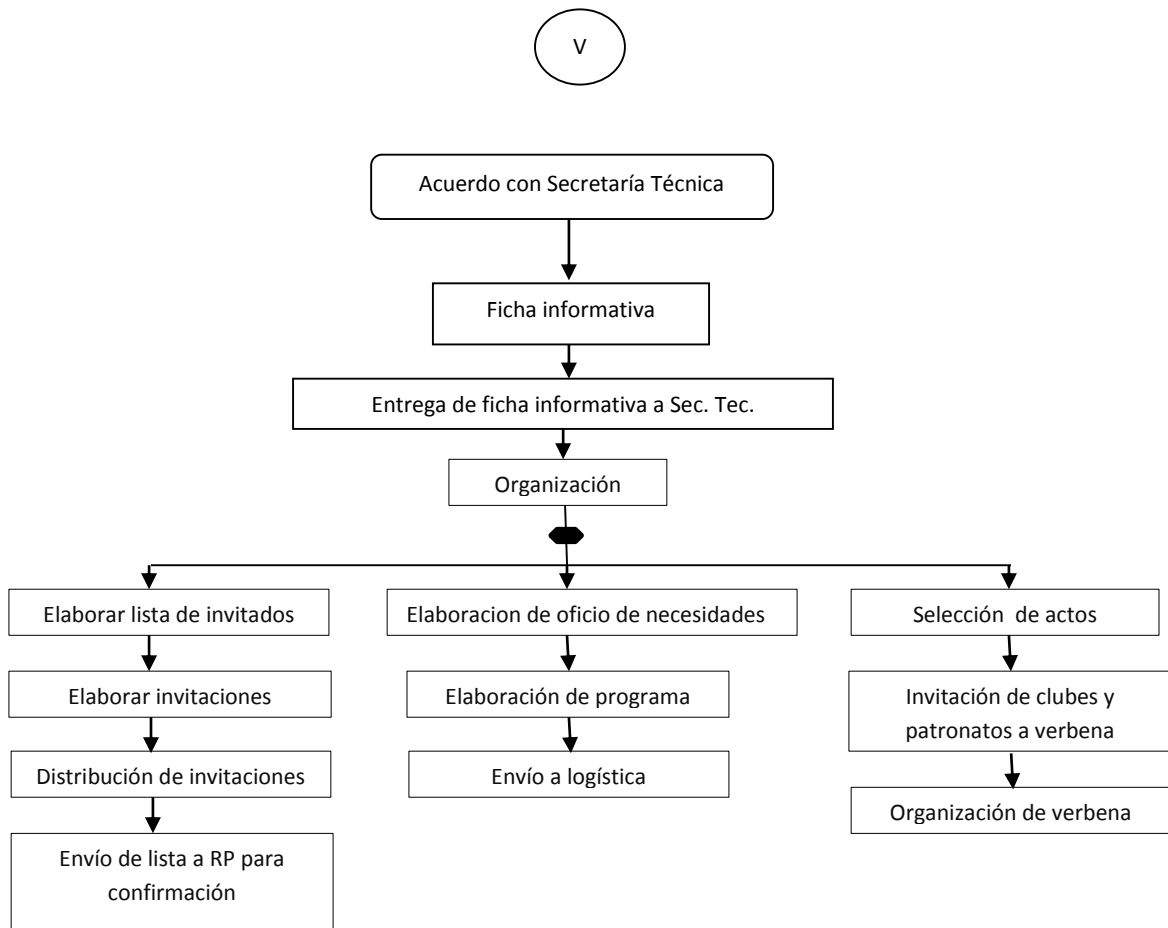 V
Acuerdo con Secretaría Técnica
Ficha informativa
Entrega de ficha informativa a Sec. Tec.
Organización
Elaborar lista de invitados
Elaborar invitaciones
Distribución de invitaciones
Envío de lista a RP para
confirmación
Elaboracion de oficio de necesidades
Elaboración de programa
Envío a logística
Selección  de actos
Invitación de clubes y
patronatos a verbena
Organización de verbena